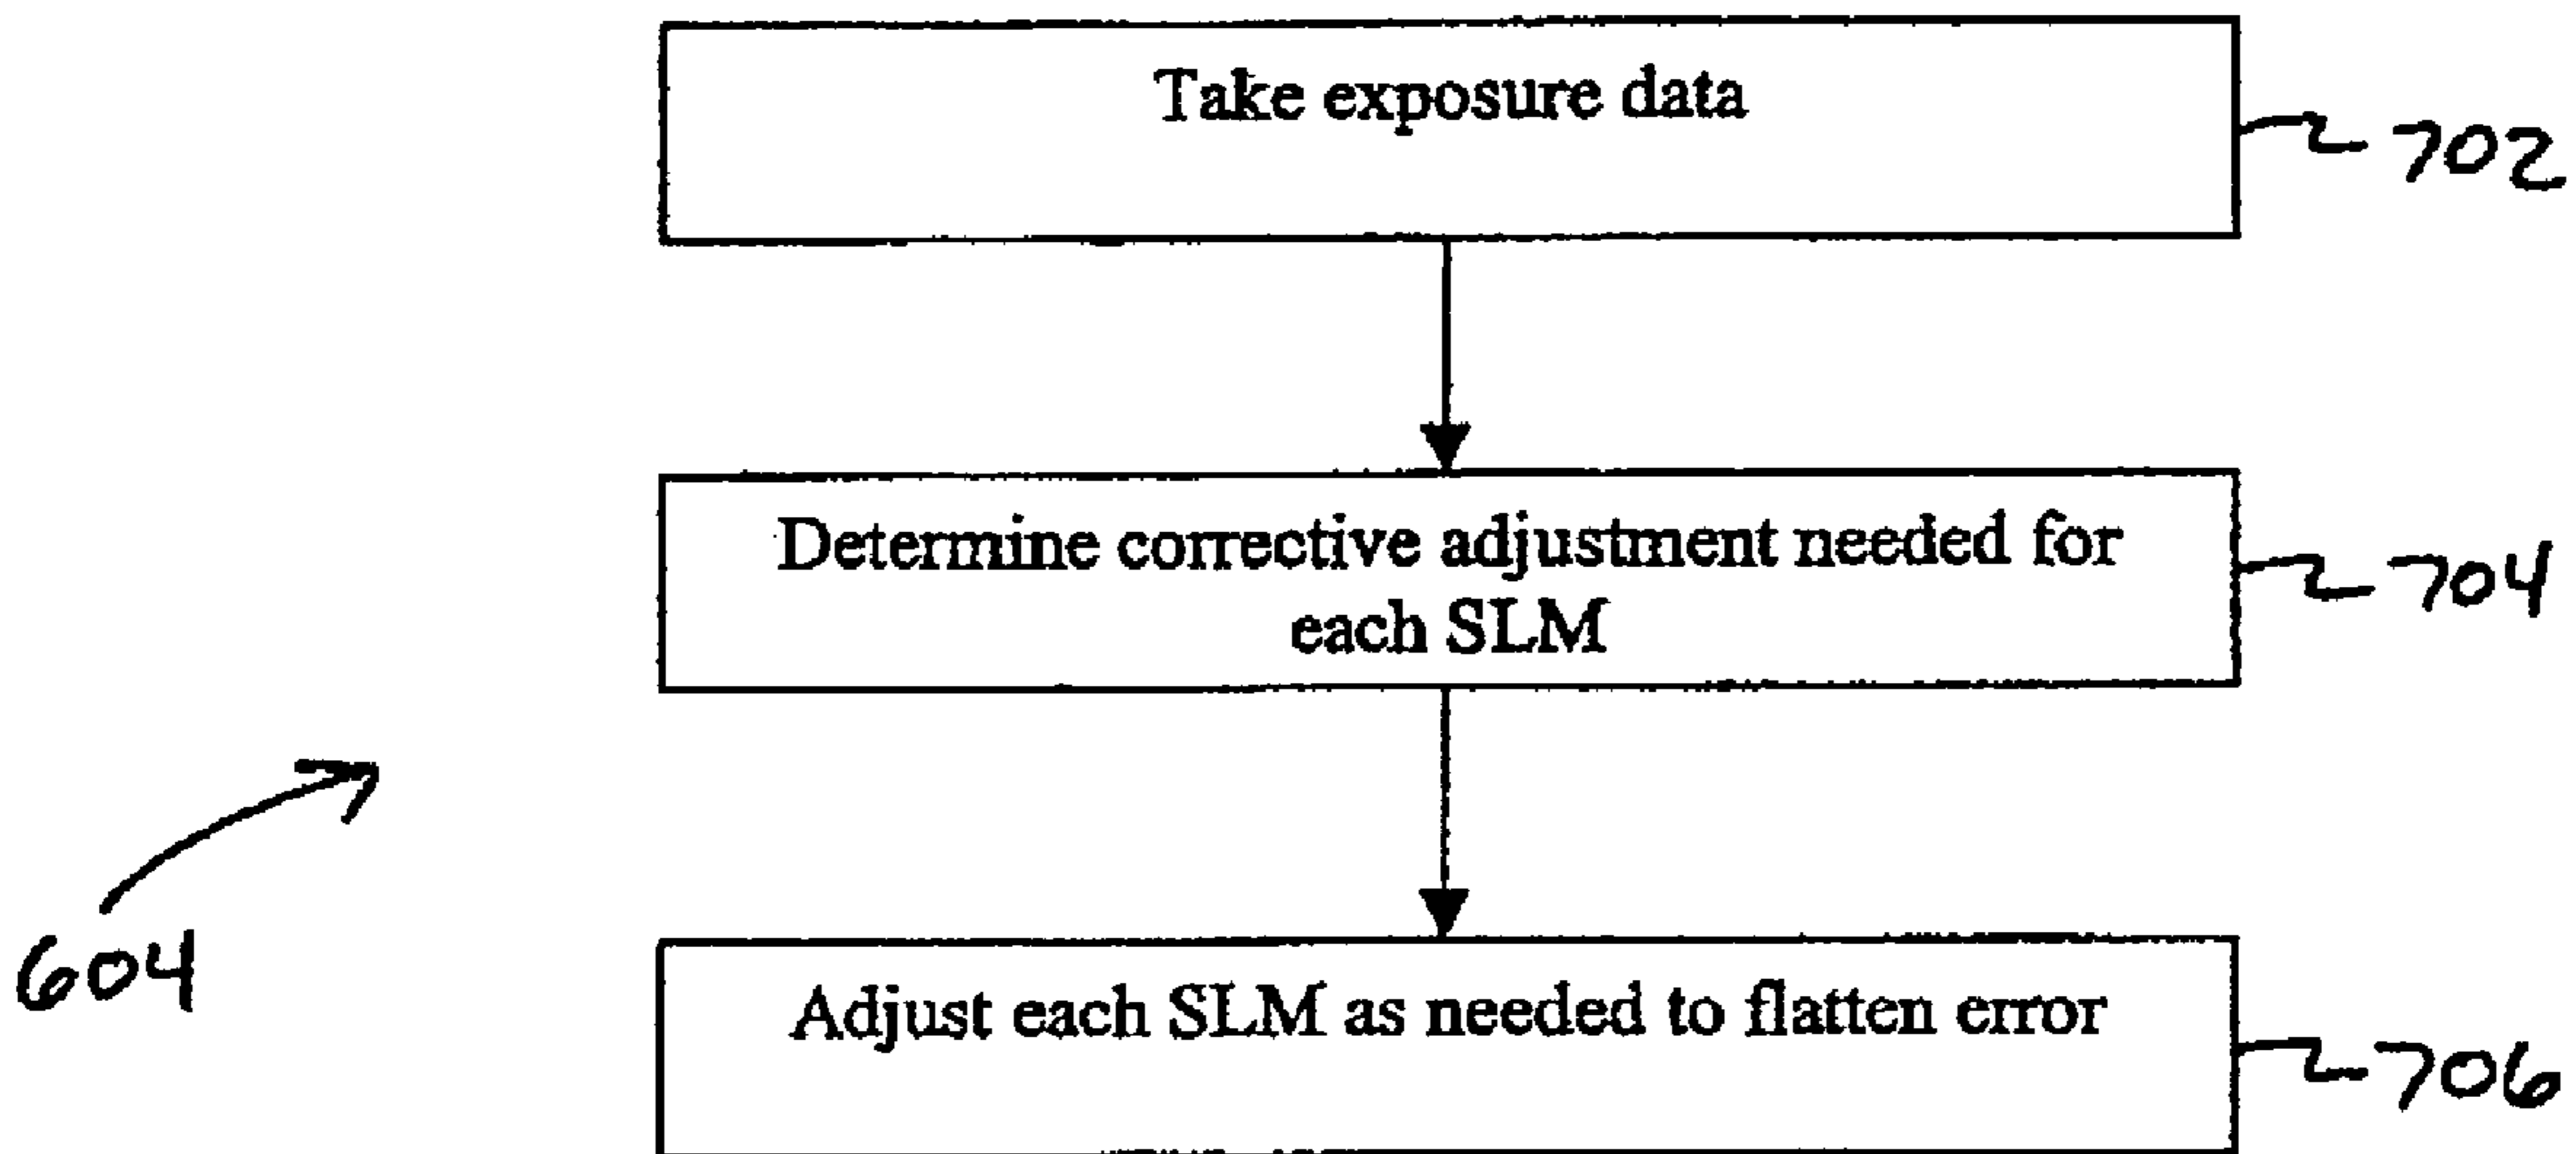 Take exposure data
702
Determine corrective adjustment needed for
each SLM
704
604
Adjust each SLM as needed to flatten error
706